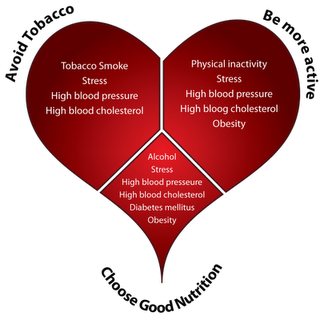 Avoid Tobacco
Be more active
Tobacco Smoke
Stress
High blood pressure
High blood cholesterol
Physical inactivity
Stress
High blood pressure
High bloog cholesterol
Obesity
Alcohol
Stress
High blood presseure
High blood cholesterol
Diabetes mellitus
Obesity
Choose Good Nutrition